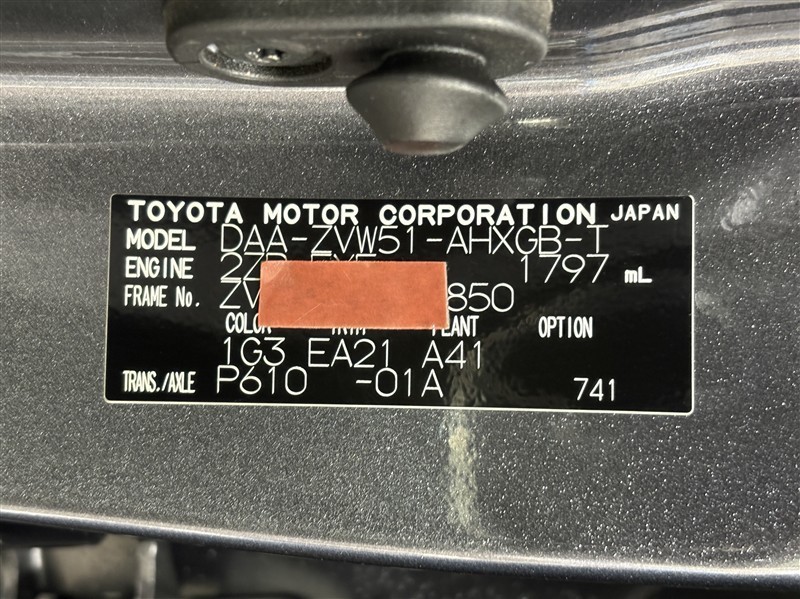 TOYOTA MOTOR CORPORATION JAPAN
MODEL DAA-ZVW51-AHXGB-T
ENGINE 1797 mL
FRAME No. 850
COLOR OPTION
1G3 EA21 A41
TRANS./AXLE P610 -01A 741